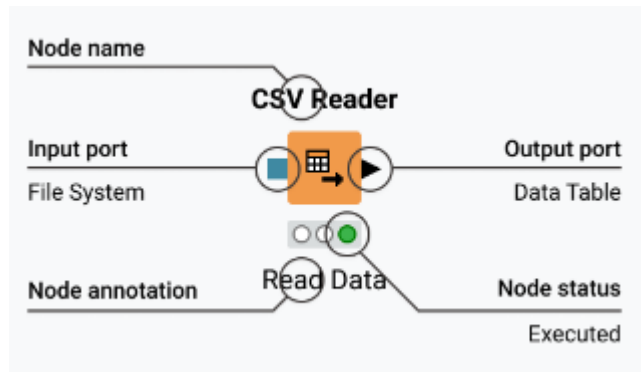 Node name
CSV Reader
Input port
Output port
File System
Data Table
Read Data
Node annotation
Node status
Executed